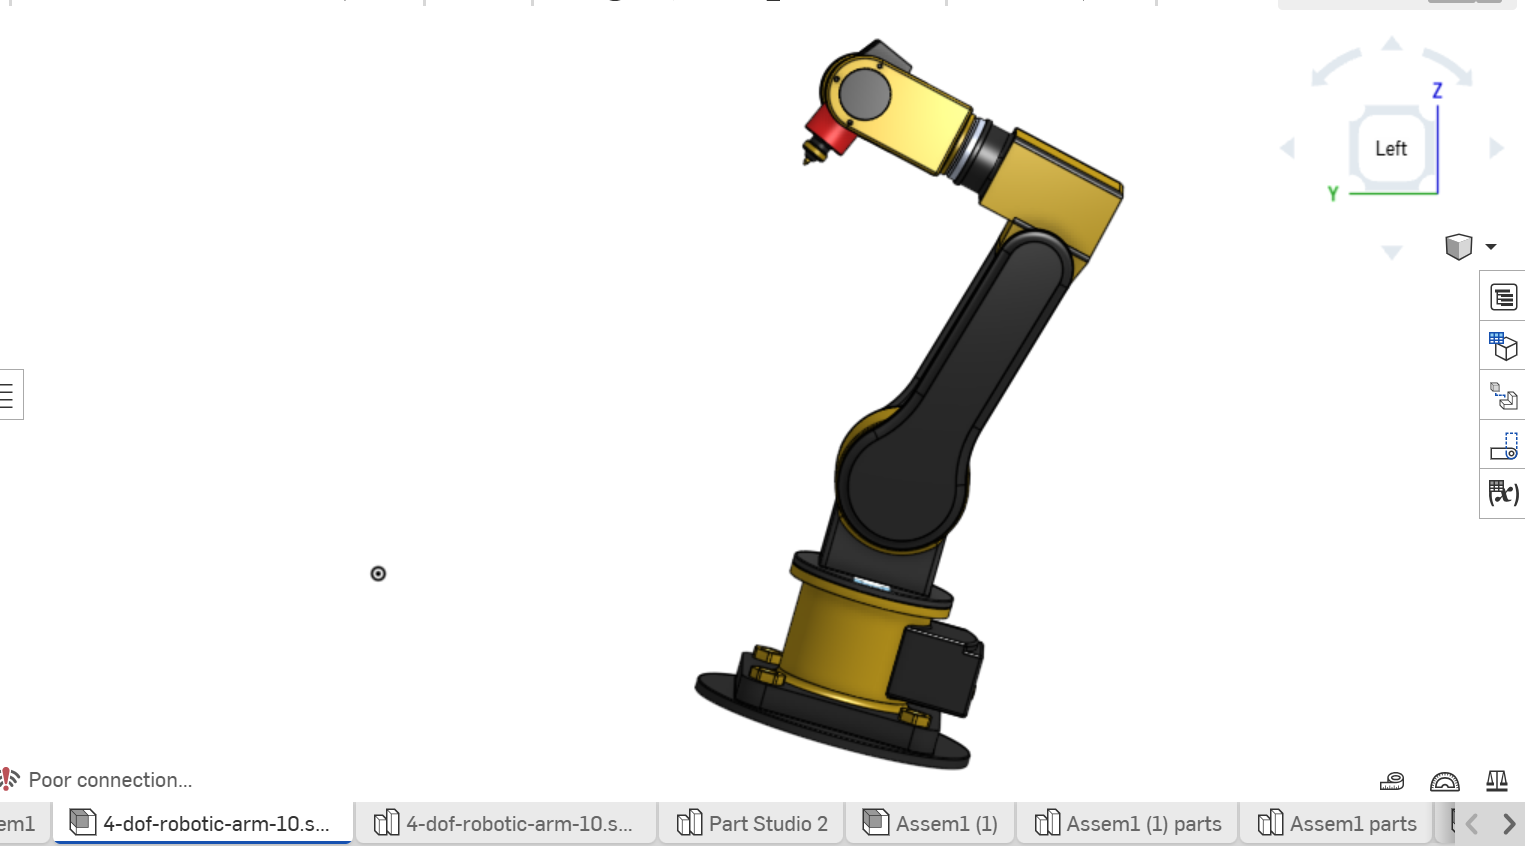 Z
Left
Y
(x)
Poor connection...
em1
4-dof-robotic-arm-10.s...
4-dof-robotic-arm-10.s...
Part Studio 2
Assem1 (1)
Assem1 (1) parts
Assem1 parts